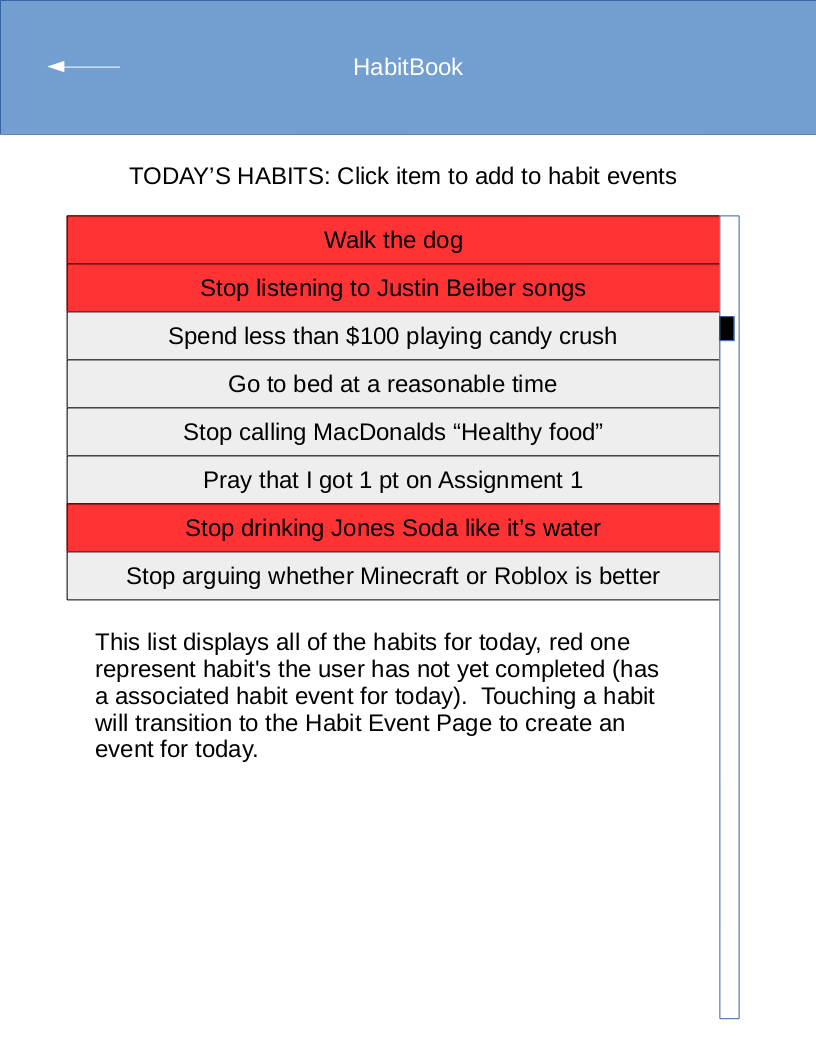 HabitBook
TODAY’S HABITS: Click item to add to habit events
Walk the dog
Stop listening to Justin Beiber songs
Spend less than $100 playing candy crush
Go to bed at a reasonable time
Stop calling MacDonalds “Healthy food”
Pray that I got 1 pt on Assignment 1
Stop drinking Jones Soda like it’s water
Stop arguing whether Minecraft or Roblox is better
This list displays all of the habits for today, red one
represent habit's the user has not yet completed (has
a associated habit event for today).  Touching a habit
will transition to the Habit Event Page to create an
event for today.